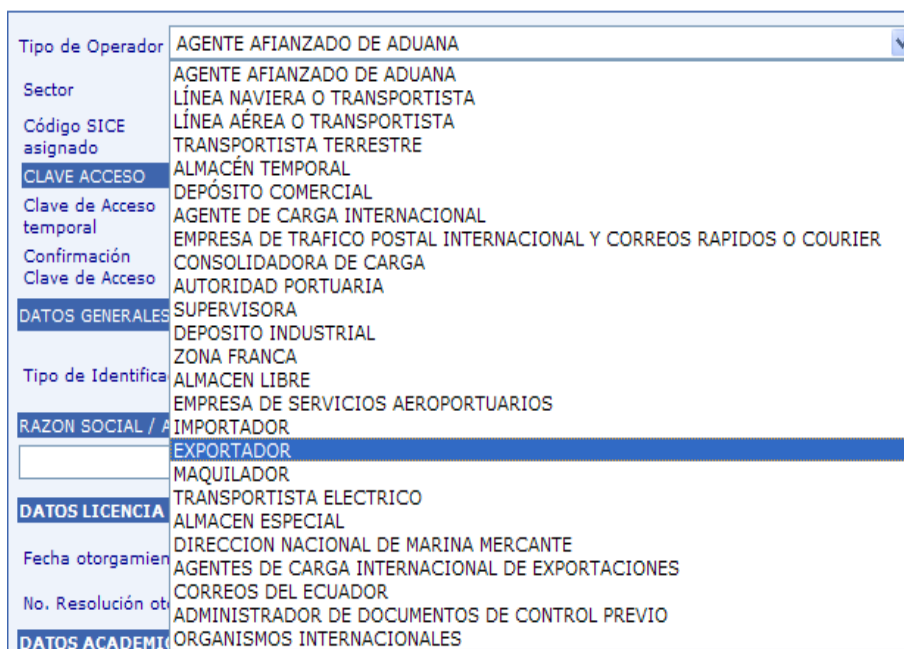 Tipo de Operador AGENTE AFIANZADO DE ADUANA
AGENTE AFIANZADO DE ADUANA
Sector
LÍNEA NAVIERA O TRANSPORTISTA
Código SICE asignado
LÍNEA AÉREA O TRANSPORTISTA
TRANSPORTISTA TERRESTRE
CLAVE ACCESO
ALMACÉN TEMPORAL
DEPÓSITO COMERCIAL
Clave de Acceso temporal
AGENTE DE CARGA INTERNACIONAL
EMPRESA DE TRAFICO POSTAL INTERNACIONAL Y CORREOS RAPIDOS O COURIER
Confirmación Clave de Acceso
CONSOLIDADORA DE CARGA
AUTORIDAD PORTUARIA
DATOS GENERALES
SUPERVISORA
DEPOSITO INDUSTRIAL
ZONA FRANCA
Tipo de Identifica
ALMACEN LIBRE
EMPRESA DE SERVICIOS AEROPORTUARIOS
RAZON SOCIAL / A
IMPORTADOR
EXPORTADOR
MAQUILADOR
TRANSPORTISTA ELECTRICO
DATOS LICENCIA
ALMACEN ESPECIAL
DIRECCION NACIONAL DE MARINA MERCANTE
Fecha otorgamien
AGENTES DE CARGA INTERNACIONAL DE EXPORTACIONES
CORREOS DEL ECUADOR
No. Resolución ot
ADMINISTRADOR DE DOCUMENTOS DE CONTROL PREVIO
DATOS ACADEMIC
ORGANISMOS INTERNACIONALES